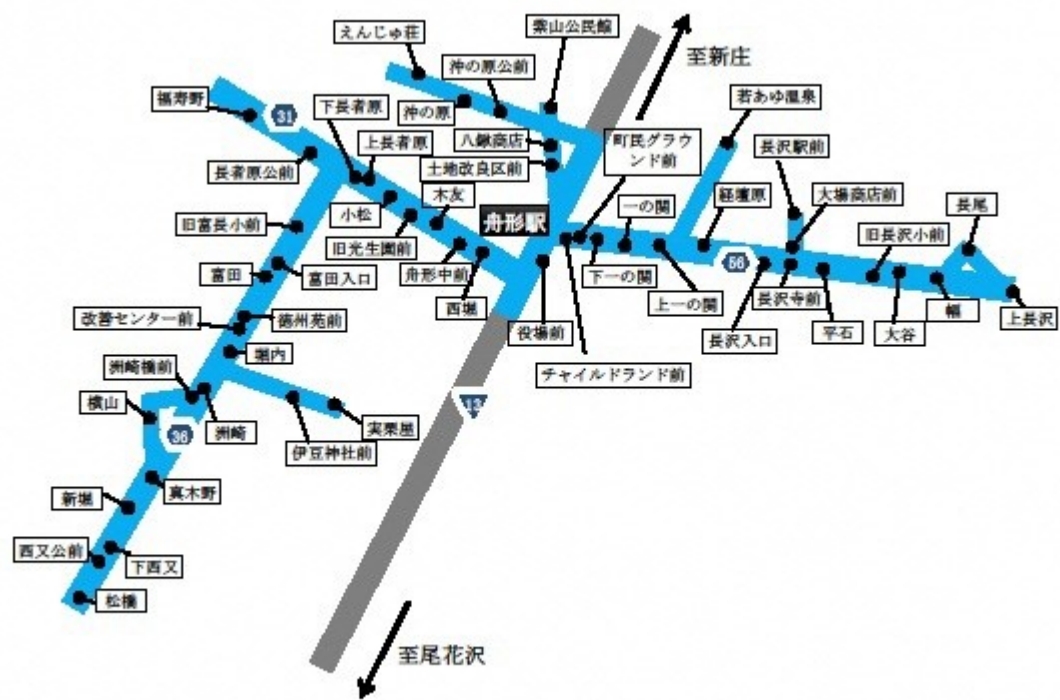 えんじゅ荘
紫山公民館
至新庄
沖の原公前
福寿野
31
下長者原
沖の原
若あゆ温泉
上長者原
八鍬商店
町民グラウ
ンド前
長沢駅前
長者原公前
土地改良区前
小松
木友
舟形駅
一の関
経壇原
大場商店前
長尾
旧富長小前
旧光生園前
旧長沢小前
舟形中前
56
富田
富田入口
西堀
下一の関
上一の関
長沢寺前
幅
上長沢
改善センター前
徳州苑前
役場前
長沢入口
平石
大谷
堀内
洲崎橋前
チャイルドランド前
横山
13
36
洲崎
伊豆神社前
実栗屋
新堀
真木野
西又公前
下西又
松橋
至尾花沢